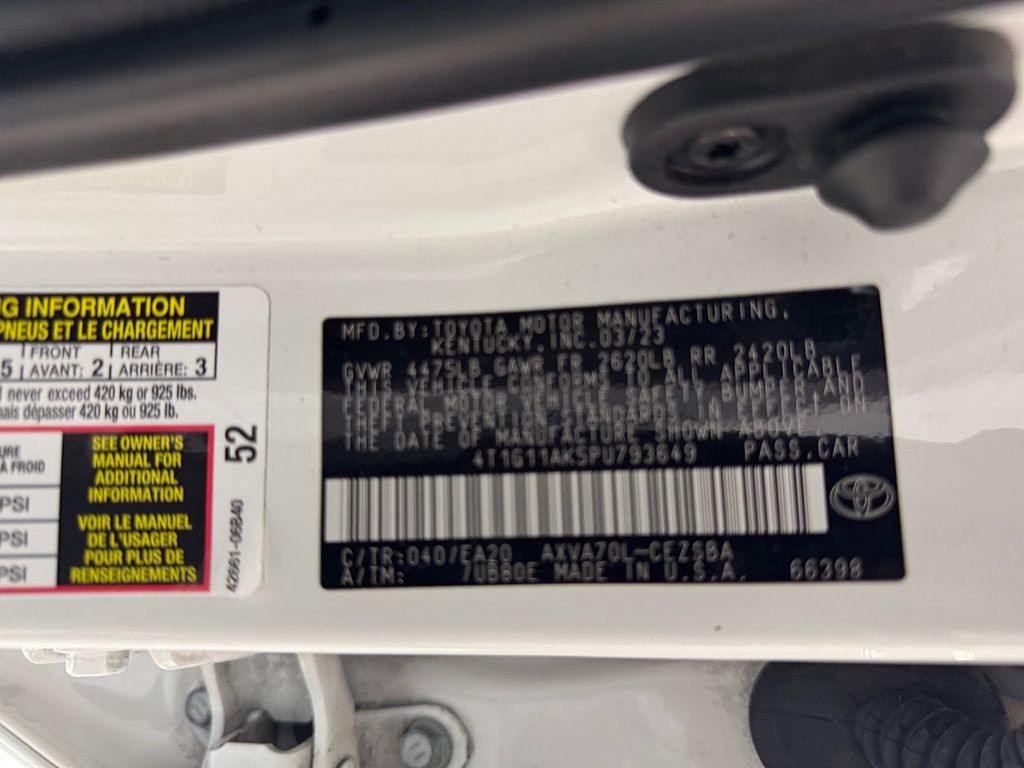 NG INFORMATION
PNEUS ET LE CHARGEMENT
5 | FRONT | REAR
AVANT: 2 | ARRIÈRE: 3
never exceed 420 kg or 925 lbs.
mais dépasser 420 kg ou 925 lb.
URE
À FROID
PSI
PSI
PSI
SEE OWNER'S
MANUAL FOR
ADDITIONAL
INFORMATION
VOIR LE MANUEL
DE L'USAGER
POUR PLUS DE
RENSEIGNEMENTS
52
42661-06B40
MFD. BY: TOYOTA MOTOR MANUFACTURING,
KENTUCKY, INC. 03/23
GVWR 4475LB GAWR FR 2620LB RR 2420LB
THIS VEHICLE CONFORMS TO ALL APPLICABLE
FEDERAL MOTOR VEHICLE SAFETY, BUMPER AND
THEFT PREVENTION STANDARDS IN EFFECT ON
THE DATE OF MANUFACTURE SHOWN ABOVE.
4T1G11AK5PU793649 PASS. CAR
C/TR: 040/EA20 AXVA70L-CEZSBA
A/TM: MADE IN U.S.A. 66398